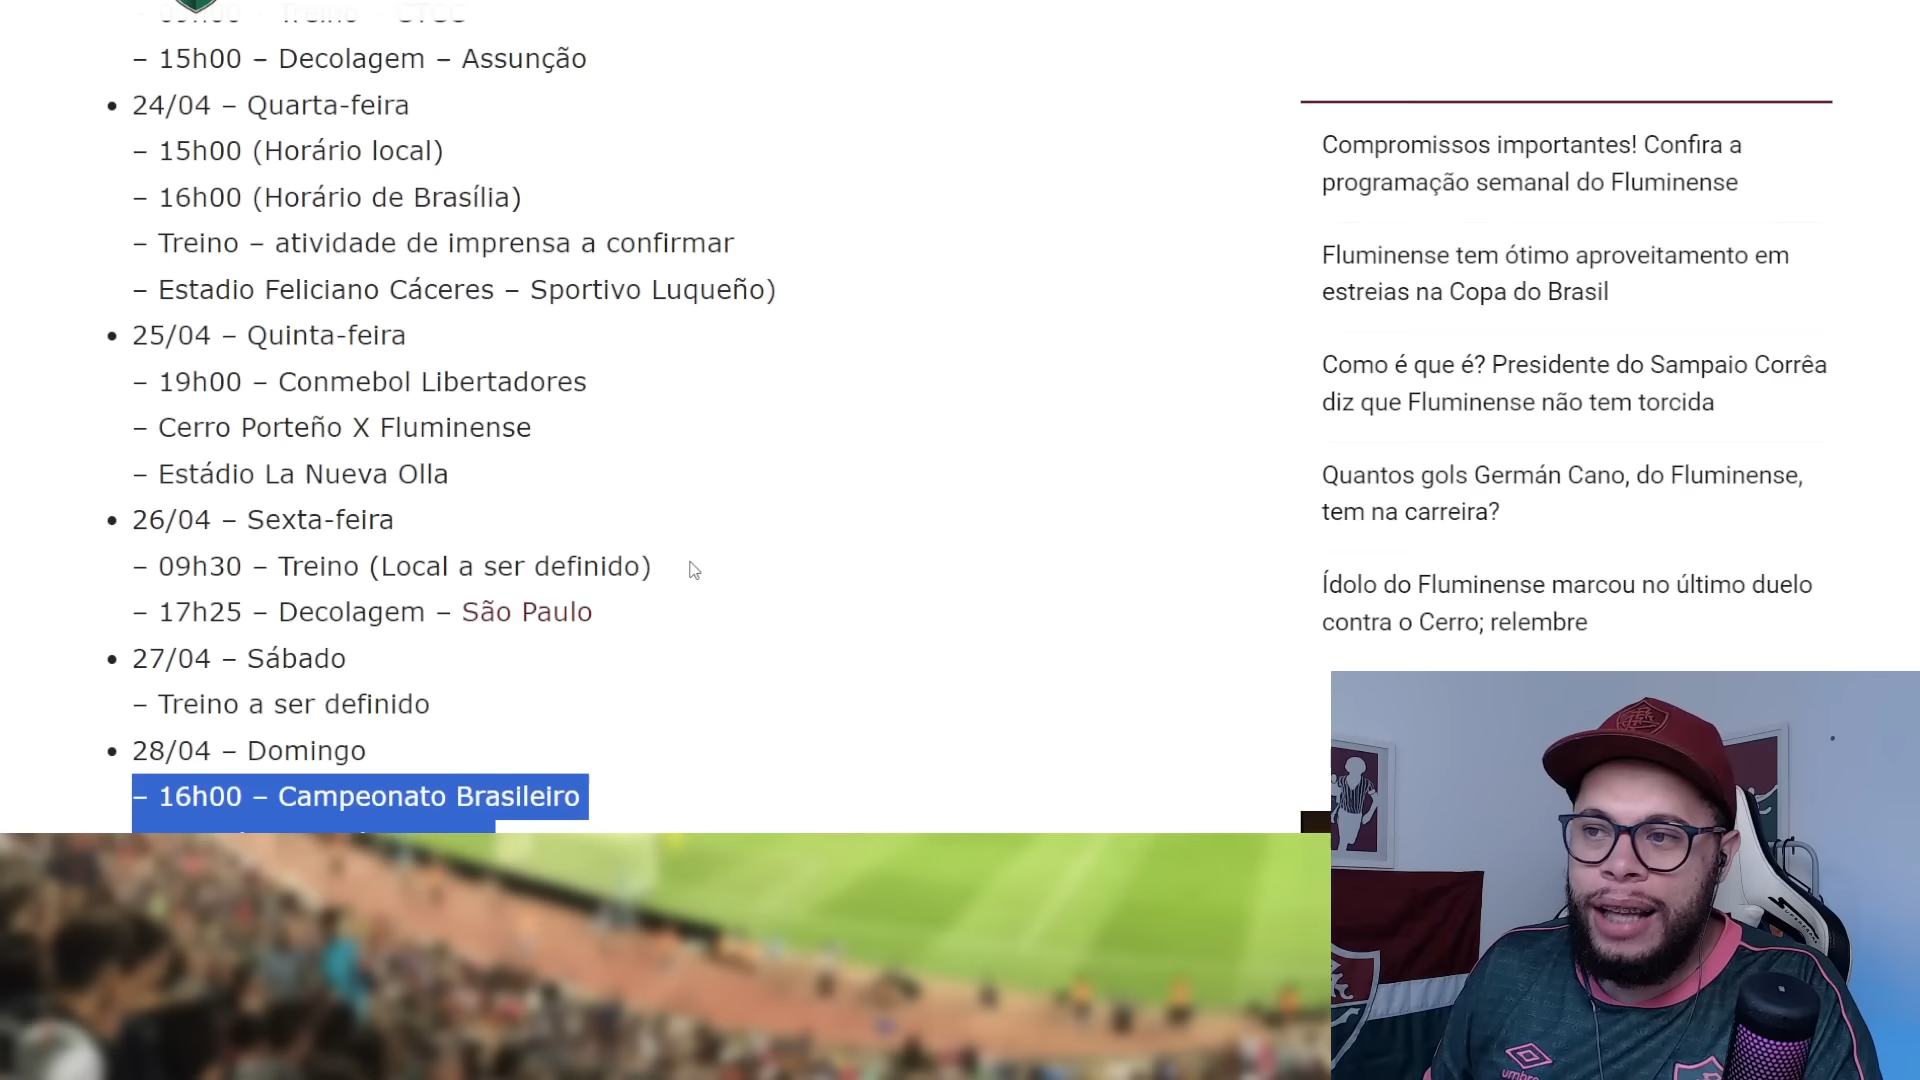 – 09h00 – Treino – CTCC
– 15h00 – Decolagem – Assunção
• 24/04 – Quarta-feira
– 15h00 (Horário local)
– 16h00 (Horário de Brasília)
– Treino – atividade de imprensa a confirmar
– Estadio Feliciano Cáceres – Sportivo Luqueño)
• 25/04 – Quinta-feira
– 19h00 – Conmebol Libertadores
– Cerro Porteño X Fluminense
– Estádio La Nueva Olla
• 26/04 – Sexta-feira
– 09h30 – Treino (Local a ser definido)
– 17h25 – Decolagem – São Paulo
• 27/04 – Sábado
– Treino a ser definido
• 28/04 – Domingo
– 16h00 – Campeonato Brasileiro
Compromissos importantes! Confira a
programação semanal do Fluminense
Fluminense tem ótimo aproveitamento em
estreias na Copa do Brasil
Como é que é? Presidente do Sampaio Corrêa
diz que Fluminense não tem torcida
Quantos gols Germán Cano, do Fluminense,
tem na carreira?
Ídolo do Fluminense marcou no último duelo
contra o Cerro; relembre
umbro